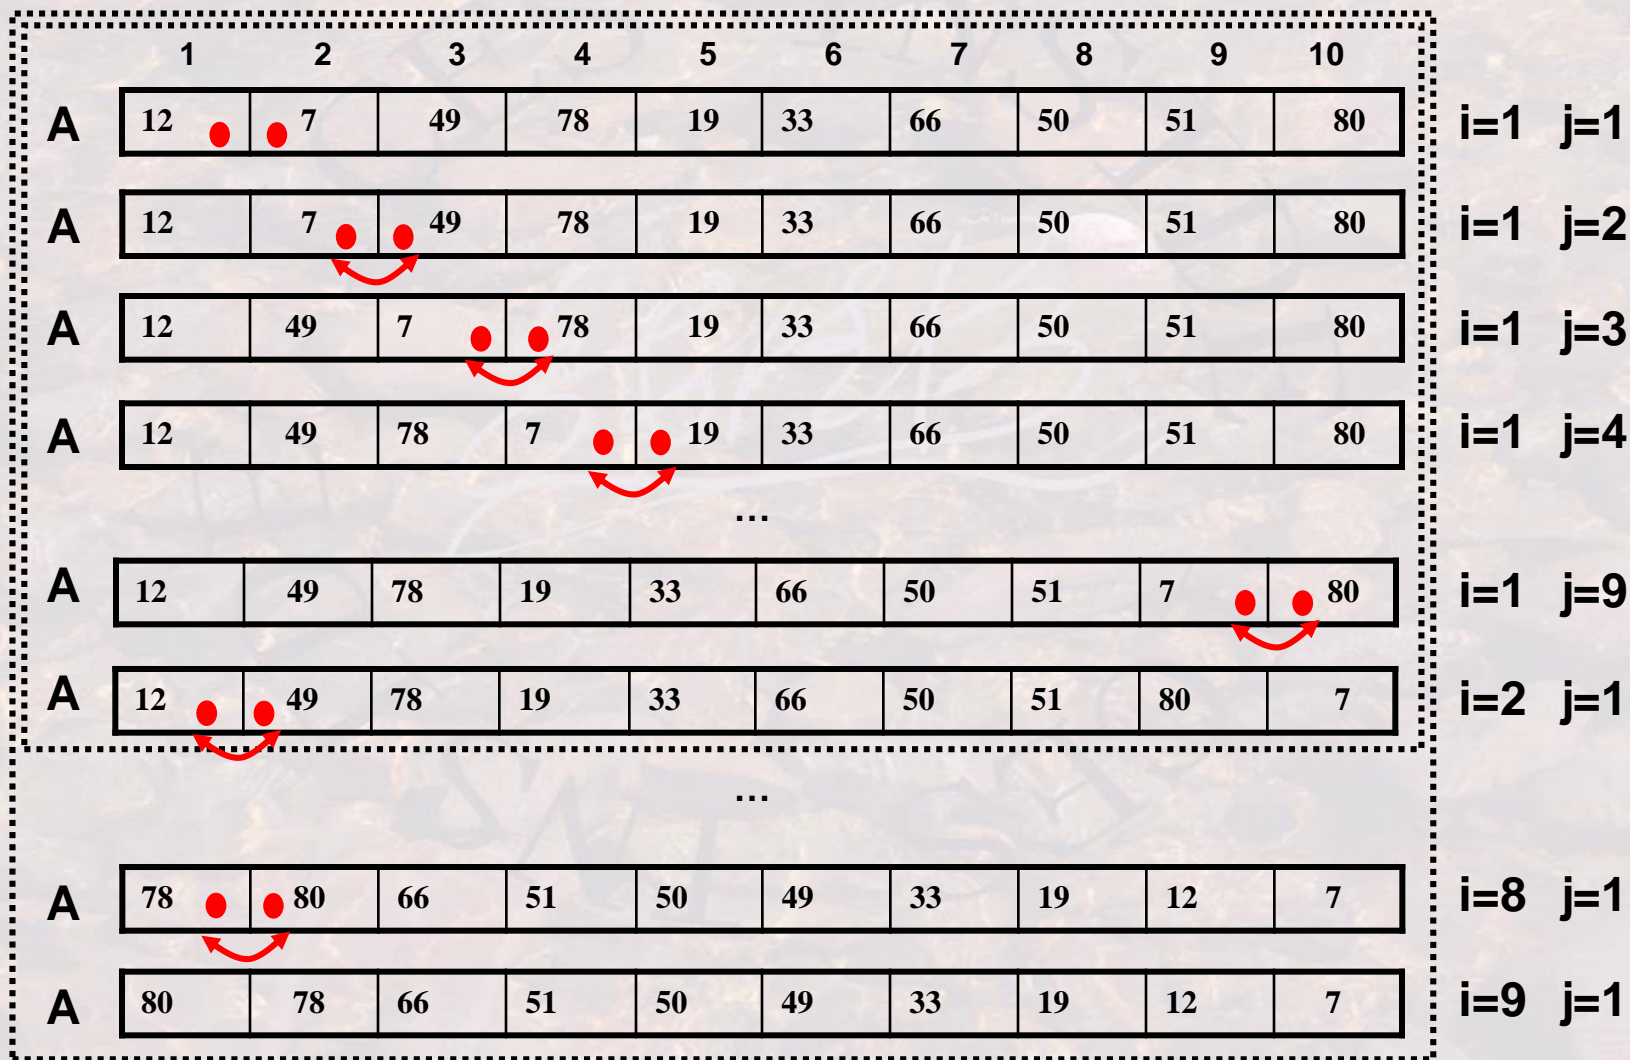 1 2 3 4 5 6 7 8 9 10
A 12 7 49 78 19 33 66 50 51 80 i=1 j=1
A 12 7 49 78 19 33 66 50 51 80 i=1 j=2
A 12 49 7 78 19 33 66 50 51 80 i=1 j=3
A 12 49 78 7 19 33 66 50 51 80 i=1 j=4
...
A 12 49 78 19 33 66 50 51 7 80 i=1 j=9
A 12 49 78 19 33 66 50 51 80 7 i=2 j=1
...
A 78 80 66 51 50 49 33 19 12 7 i=8 j=1
A 80 78 66 51 50 49 33 19 12 7 i=9 j=1